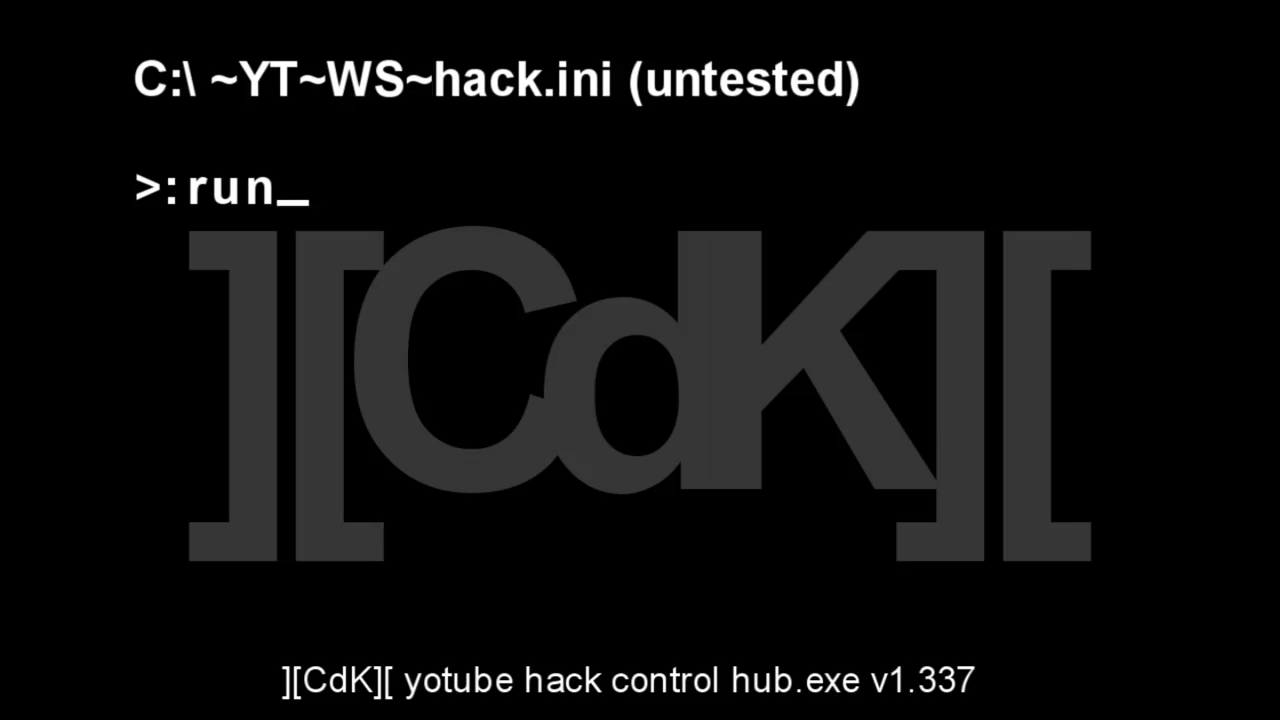 C:\ ~YT~WS~hack.ini (untested)
>:run_
][CdK][
][CdK][ yotube hack control hub.exe v1.337